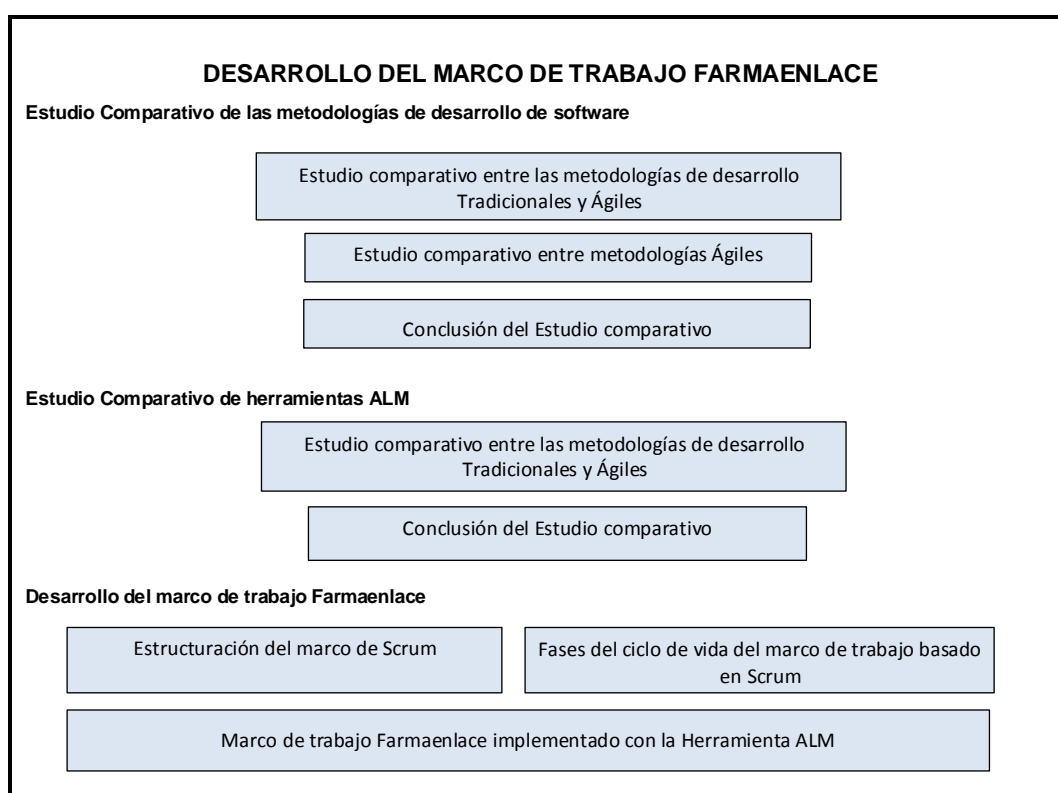 DESARROLLO DEL MARCO DE TRABAJO FARMAENLACE
Estudio Comparativo de las metodologías de desarrollo de software
Estudio comparativo entre las metodologías de desarrollo
Tradicionales y Ágiles
Estudio comparativo entre metodologías Ágiles
Conclusión del Estudio comparativo
Estudio Comparativo de herramientas ALM
Estudio comparativo entre las metodologías de desarrollo
Tradicionales y Ágiles
Conclusión del Estudio comparativo
Desarrollo del marco de trabajo Farmaenlace
Estructuración del marco de Scrum
Fases del ciclo de vida del marco de trabajo basado
en Scrum
Marco de trabajo Farmaenlace implementado con la Herramienta ALM